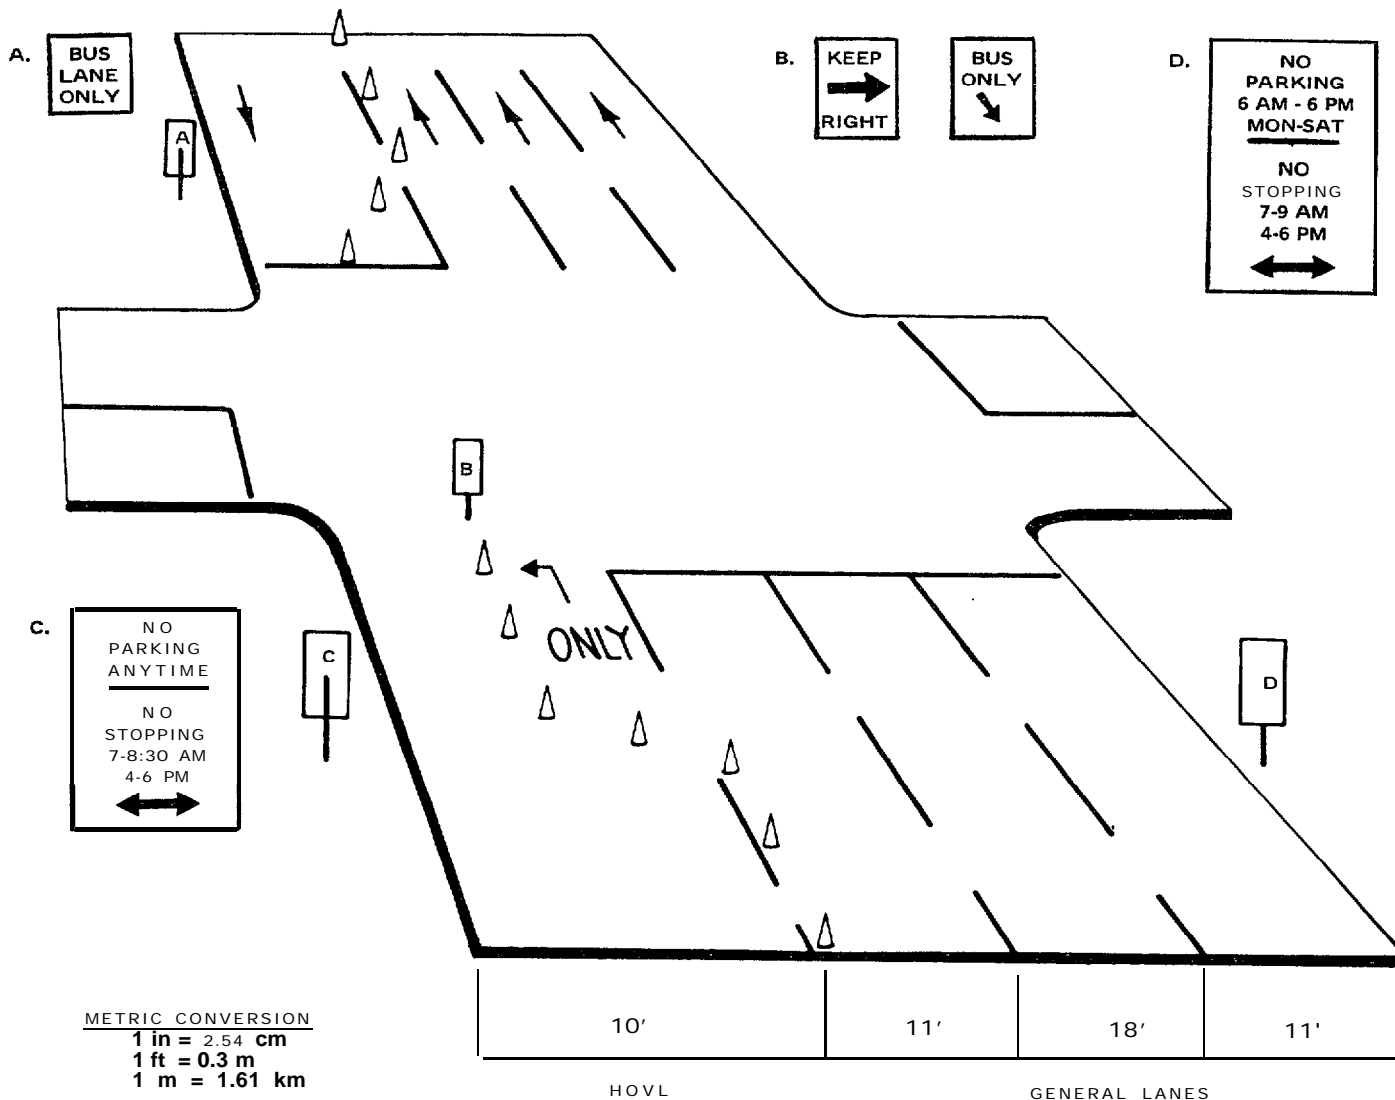 A.
BUS
LANE
ONLY
B.
KEEP
RIGHT
BUS
ONLY
D.
NO
PARKING
6 AM - 6 PM
MON-SAT
NO
STOPPING
7-9 AM
4-6 PM
A
B
C.
NO
PARKING
ANYTIME
NO
STOPPING
7-8:30 AM
4-6 PM
C
ONLY
D
METRIC CONVERSION
1 in = 2.54 cm
1 ft = 0.3 m
1 m = 1.61 km
10' 11' 18' 11'
HOVL GENERAL LANES